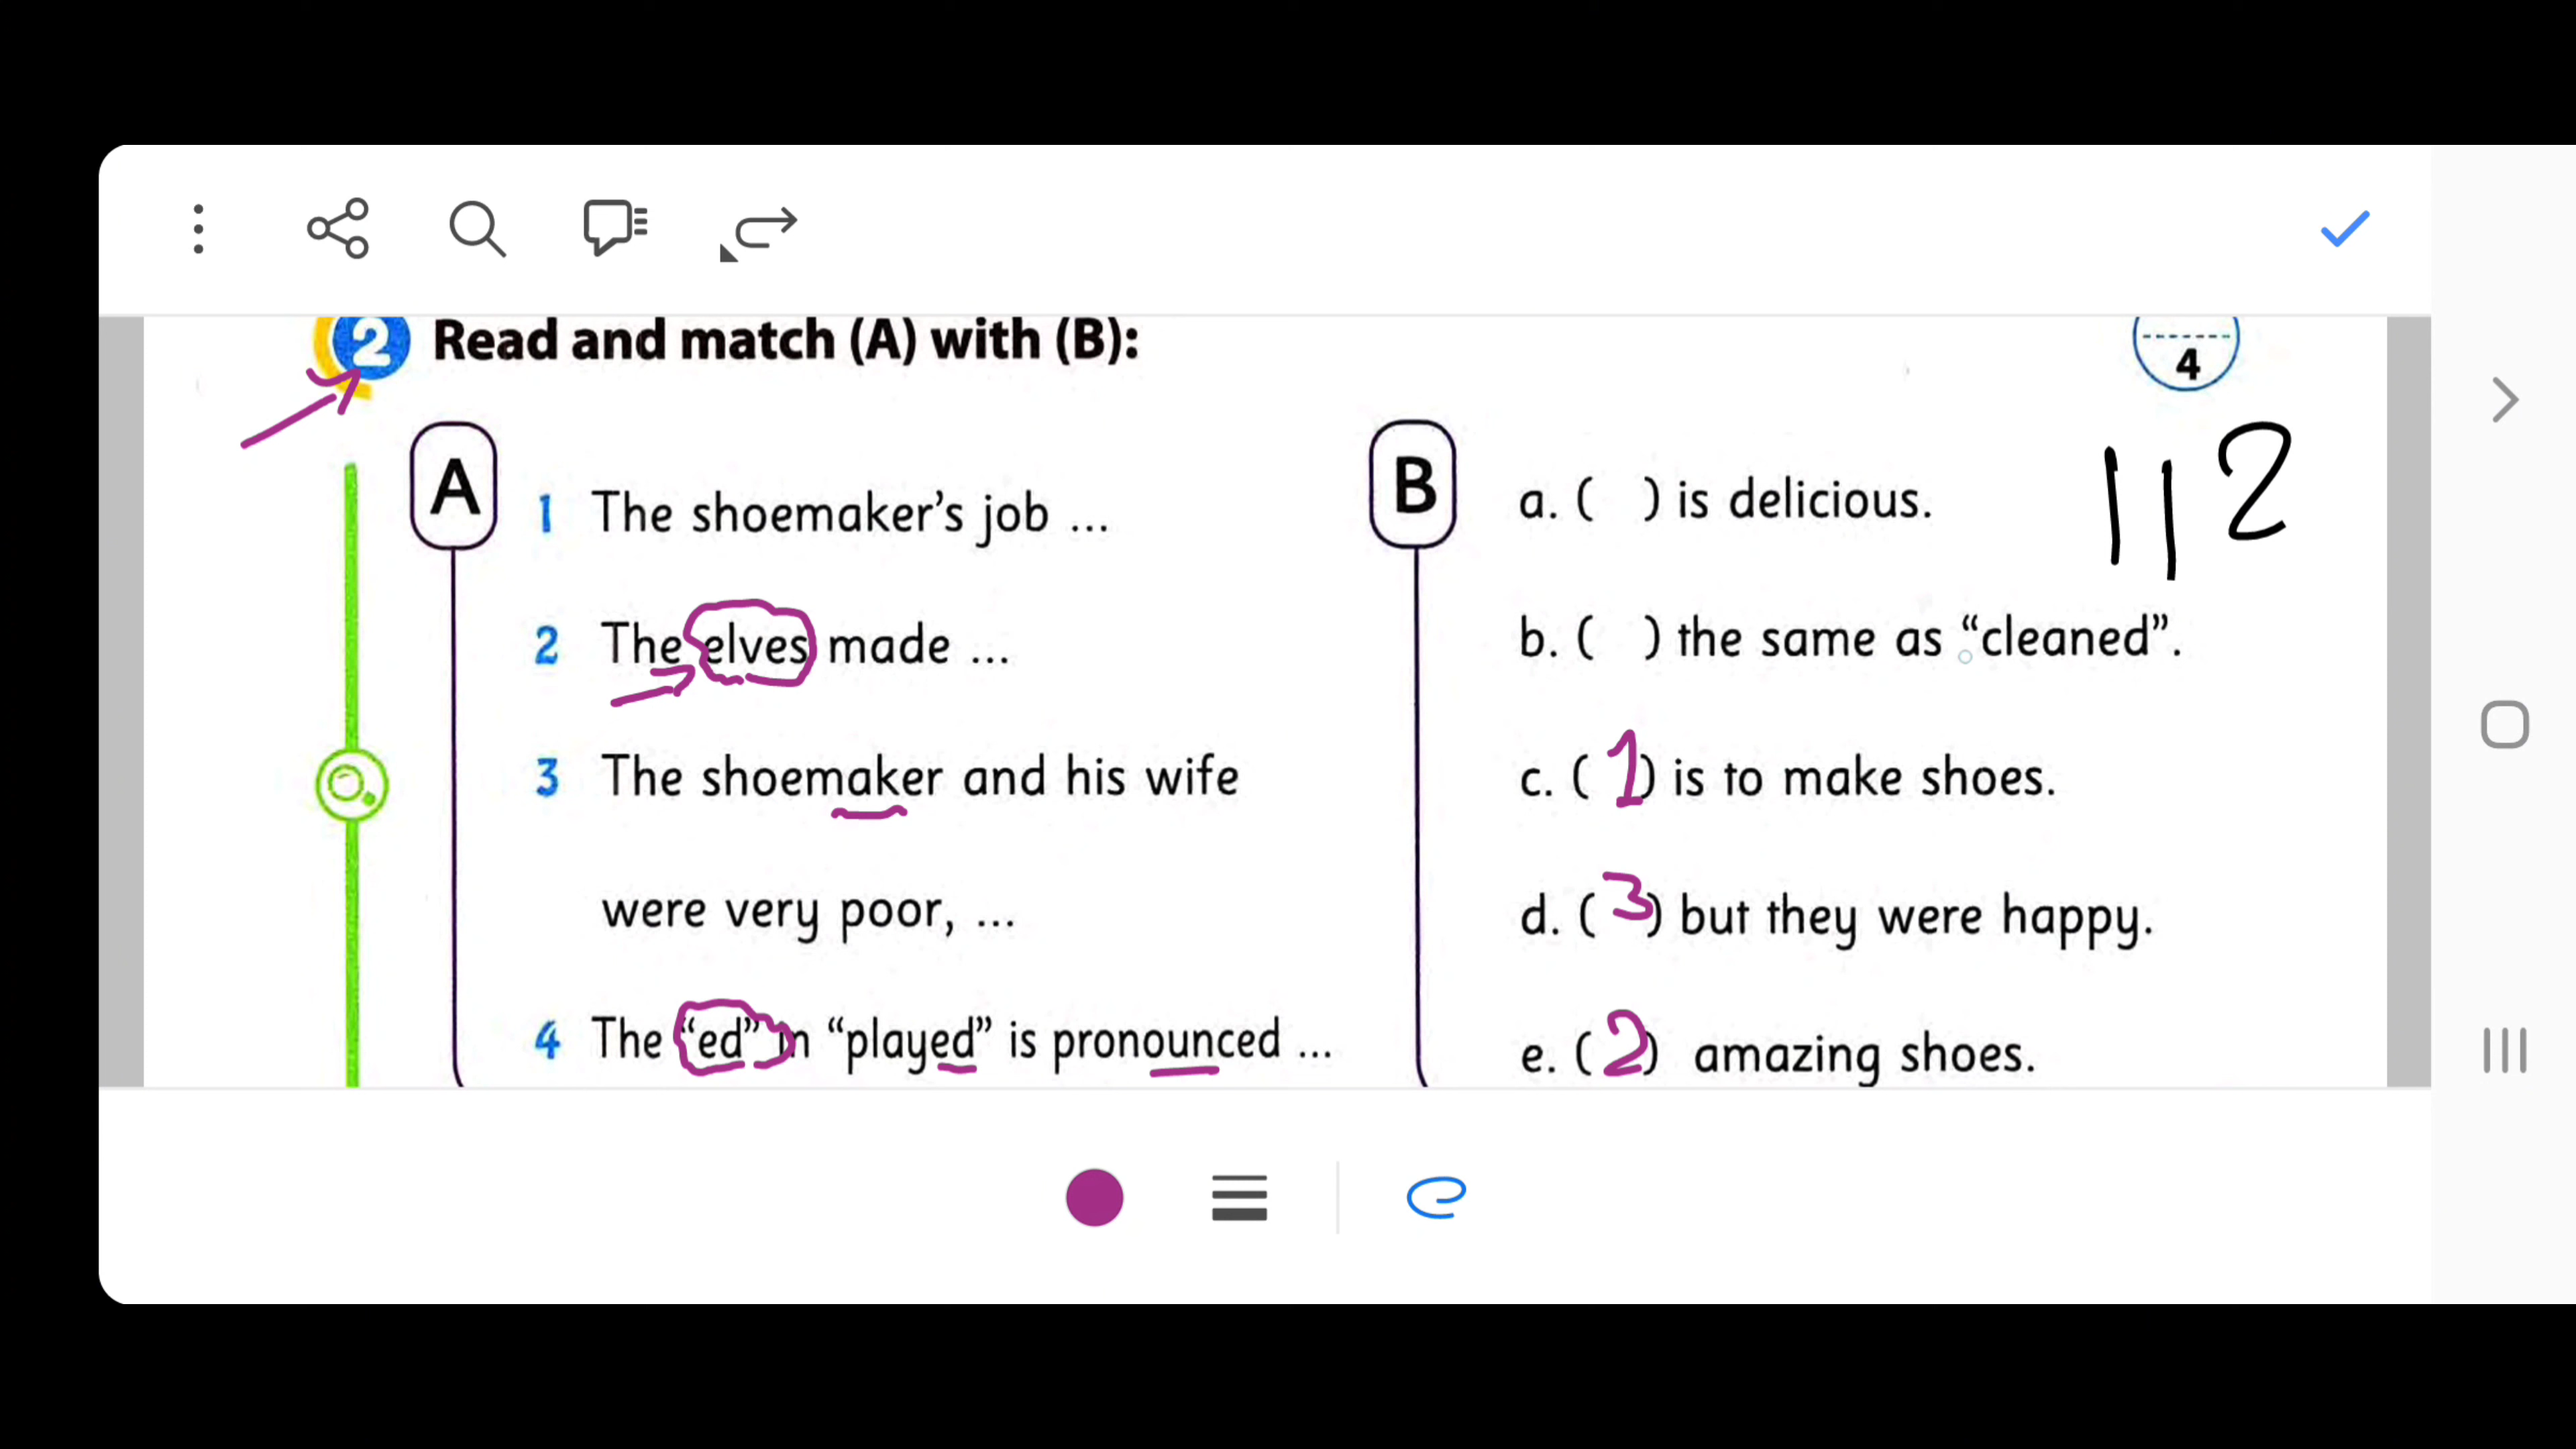 2 Read and match (A) with (B):
4
112
A
1 The shoemaker's job ...
2 The elves made ...
3 The shoemaker and his wife
were very poor, ...
4 The “ed” in “played” is pronounced ...
B
a. ( ) is delicious.
b. ( ) the same as “cleaned”.
c. (1) is to make shoes.
d. (3) but they were happy.
e. (2) amazing shoes.